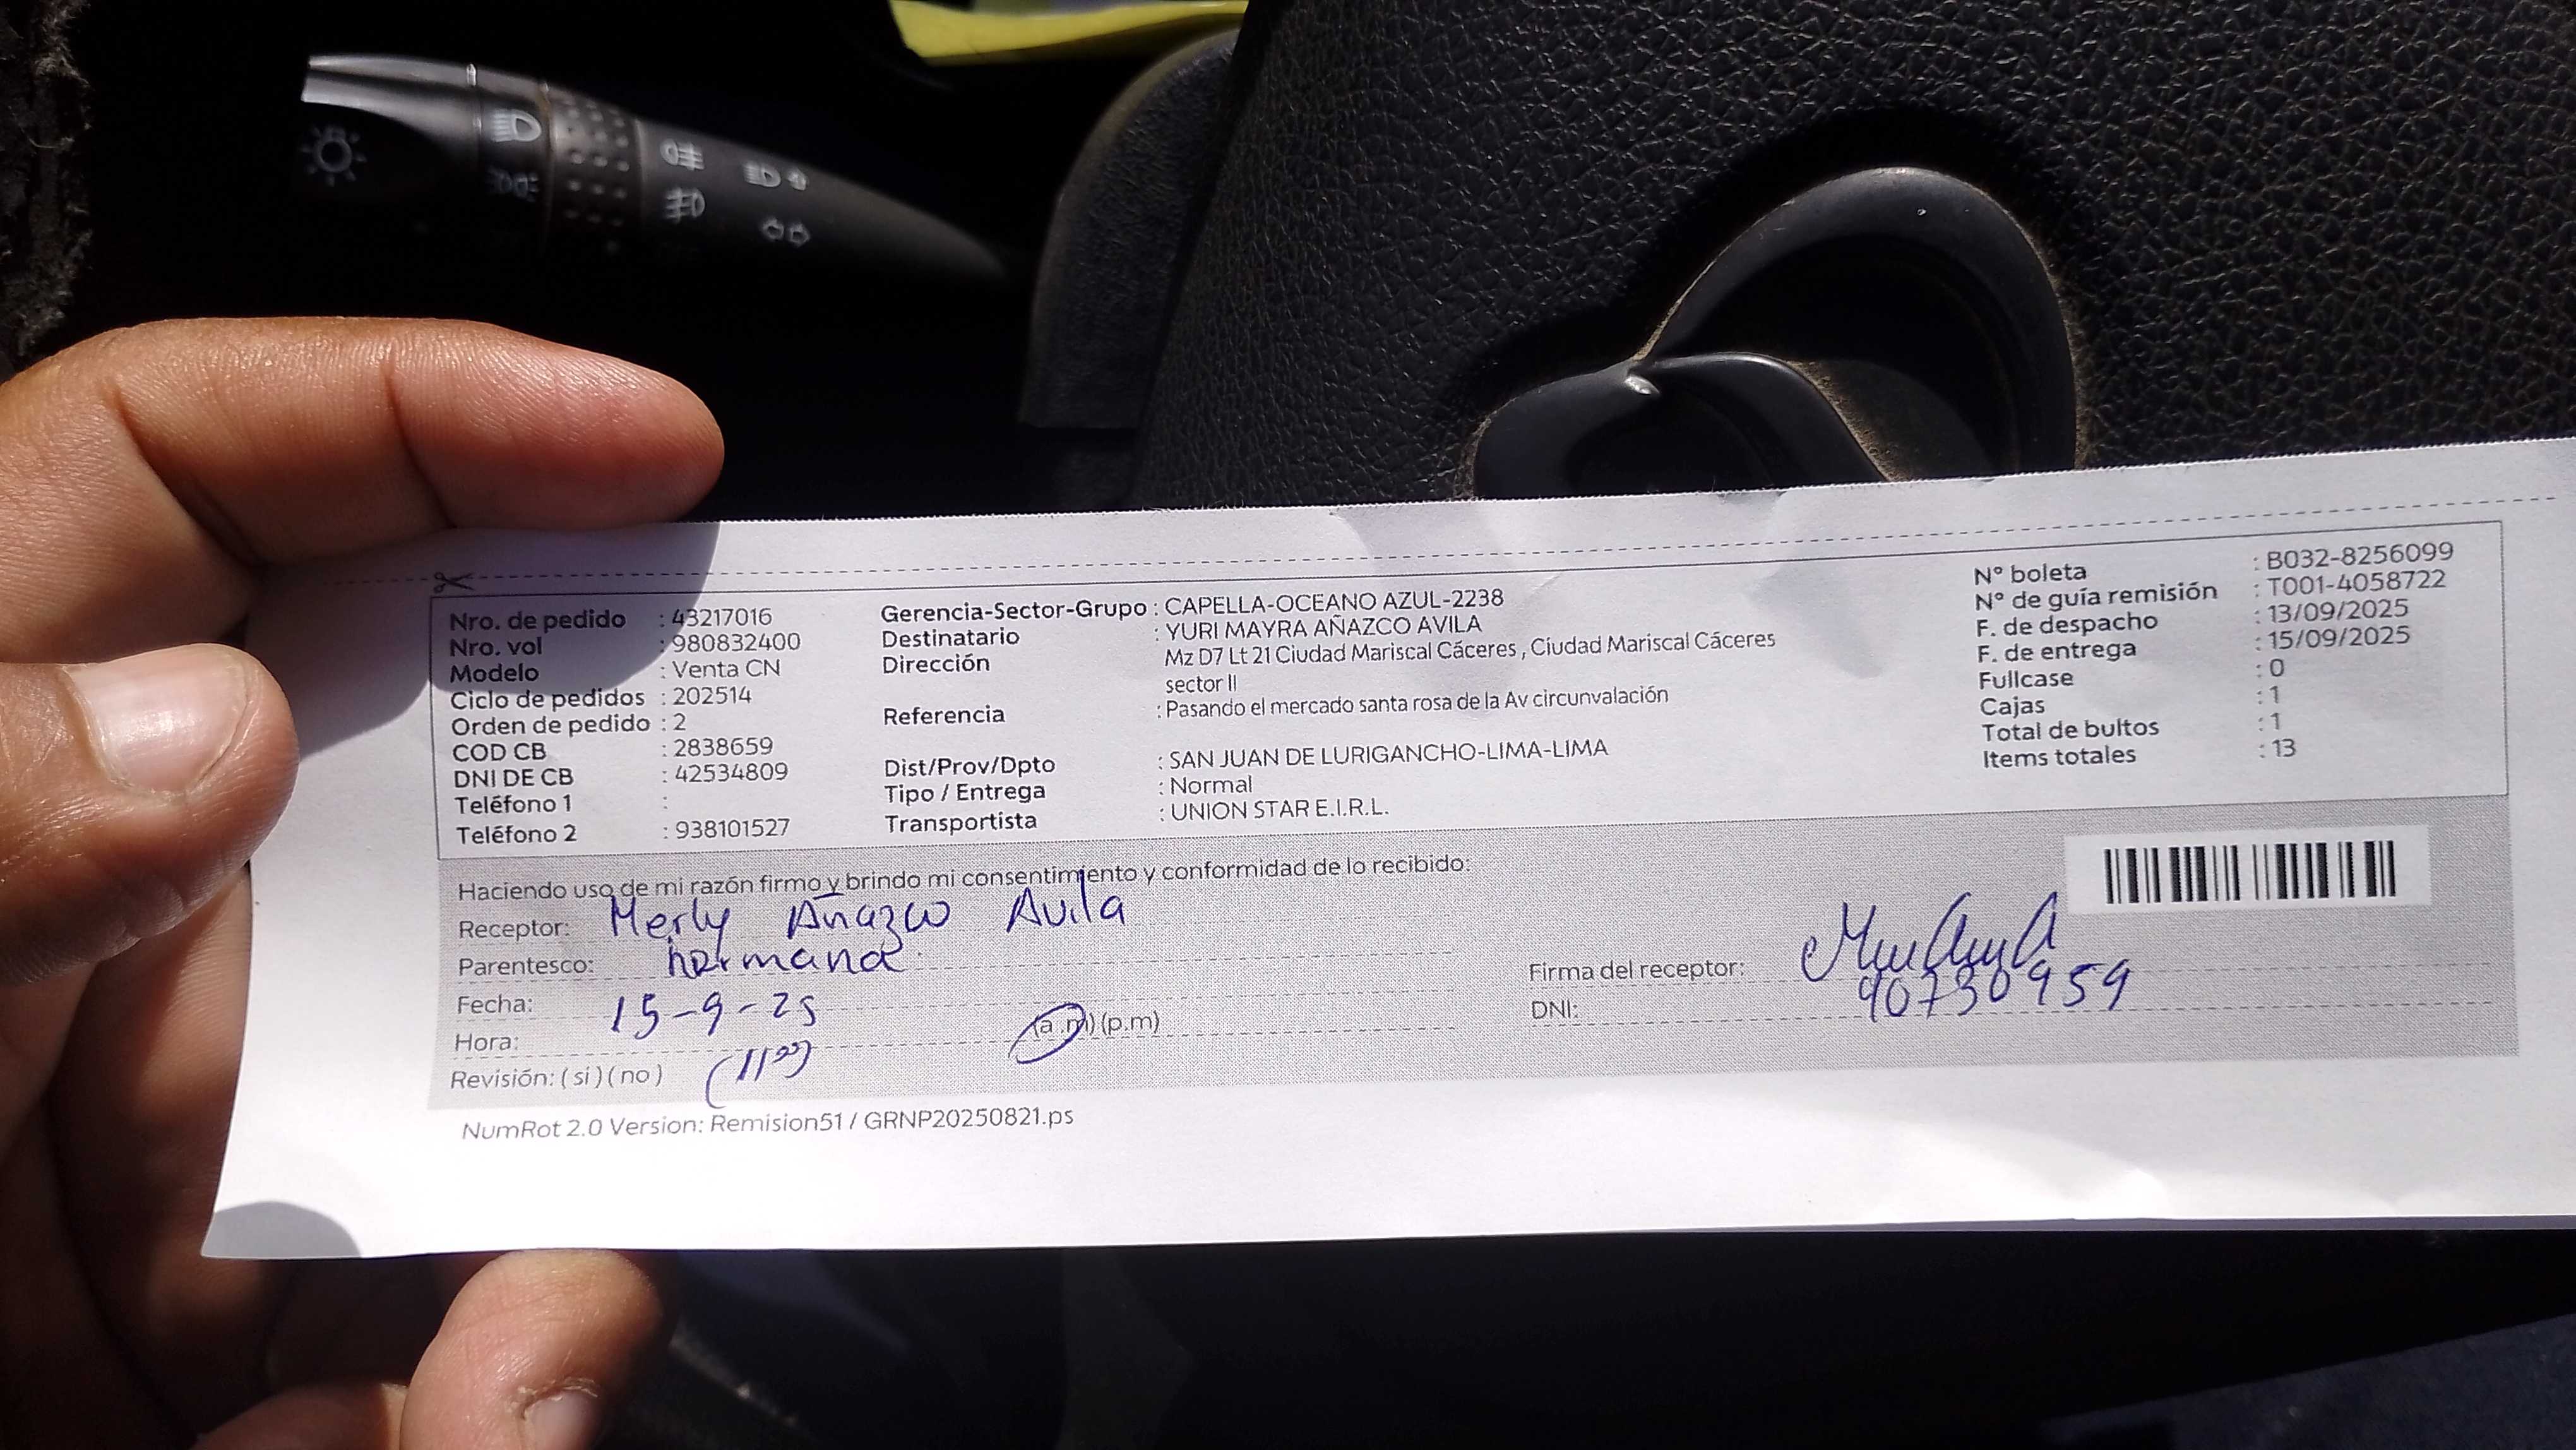 Nro. de pedido : 43217016
Nro. vol : 980832400
Modelo : Venta CN
Ciclo de pedidos : 202514
Orden de pedido : 2
COD CB : 2838659
DNI DE CB : 42534809
Teléfono 1 :
Teléfono 2 : 938101527
Gerencia-Sector-Grupo : CAPELLA-OCEANO AZUL-2238
Destinatario : YURI MAYRA AÑAZCO AVILA
Dirección Mz D7 Lt 21 Ciudad Mariscal Cáceres , Ciudad Mariscal Cáceres
sector II
Referencia : Pasando el mercado santa rosa de la Av circunvalación
Dist/Prov/Dpto : SAN JUAN DE LURIGANCHO-LIMA-LIMA
Tipo / Entrega : Normal
Transportista : UNION STAR E.I.R.L.
N° boleta : B032-8256099
N° de guía remisión : T001-4058722
F. de despacho : 13/09/2025
F. de entrega : 15/09/2025
Fullcase : 0
Cajas : 1
Total de bultos : 1
Items totales : 13
Haciendo uso de mi razón firmo y brindo mi consentimiento y conformidad de lo recibido:
Receptor: Merly Añazco Avila
Parentesco: hermana
Fecha: 15-9-25
Hora: (11:00) (a .m) (p.m)
Revisión: ( si ) ( no )
Firma del receptor:
DNI: 40730959
NumRot 2.0 Version: Remision51 / GRNP20250821.ps